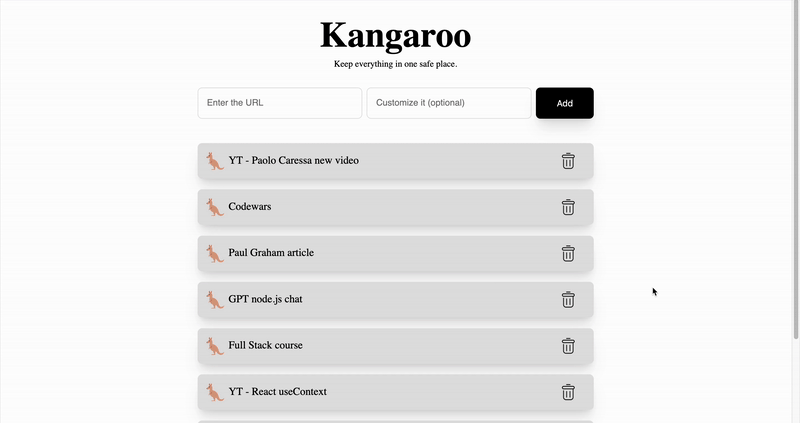 Kangaroo
Keep everything in one safe place.
Enter the URL
Customize it (optional)
Add
YT - Paolo Caressa new video
Codewars
Paul Graham article
GPT node.js chat
Full Stack course
YT - React useContext